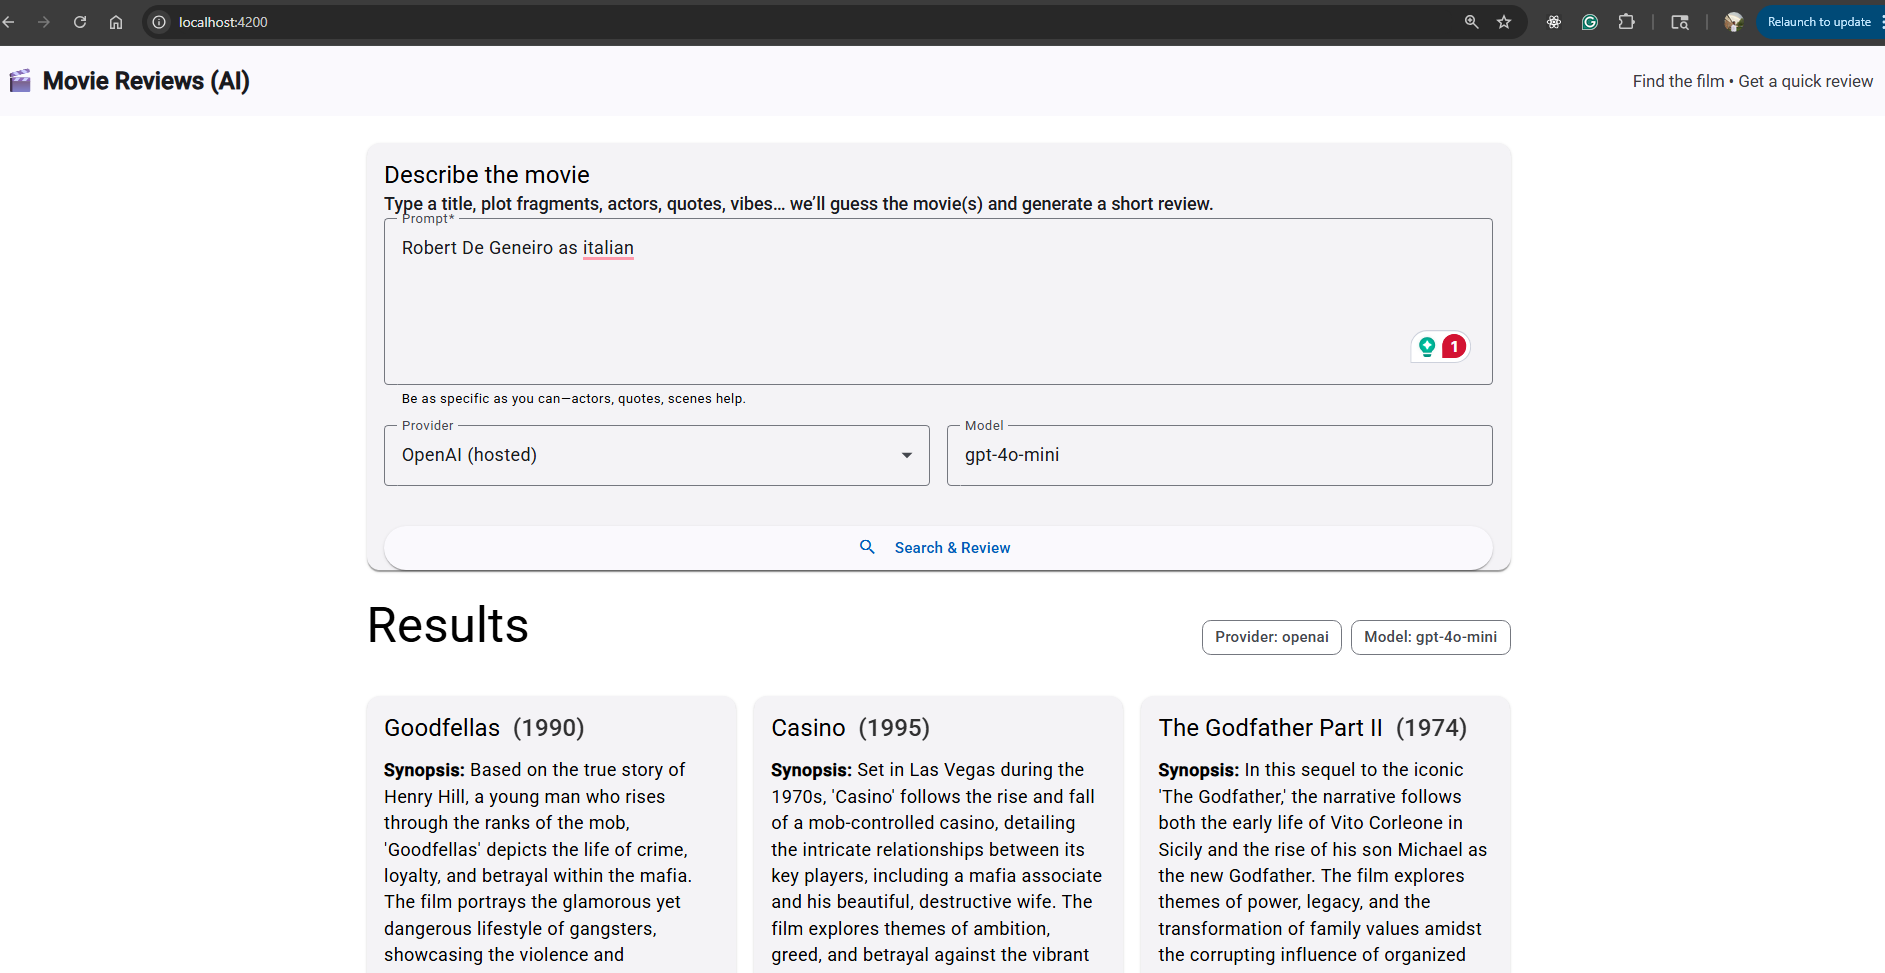 localhost:4200
Relaunch to update
Movie Reviews (AI)
Find the film • Get a quick review
Describe the movie
Type a title, plot fragments, actors, quotes, vibes… we’ll guess the movie(s) and generate a short review.
Prompt*
Robert De Geneiro as italian
1
Be as specific as you can—actors, quotes, scenes help.
Provider
OpenAI (hosted)
Model
gpt-4o-mini
Search & Review
Results
Provider: openai
Model: gpt-4o-mini
Goodfellas (1990)
Synopsis: Based on the true story of
Henry Hill, a young man who rises
through the ranks of the mob,
'Goodfellas' depicts the life of crime,
loyalty, and betrayal within the mafia.
The film portrays the glamorous yet
dangerous lifestyle of gangsters,
showcasing the violence and
Casino (1995)
Synopsis: Set in Las Vegas during the
1970s, 'Casino' follows the rise and fall
of a mob-controlled casino, detailing
the intricate relationships between its
key players, including a mafia associate
and his beautiful, destructive wife. The
film explores themes of ambition,
greed, and betrayal against the vibrant
The Godfather Part II (1974)
Synopsis: In this sequel to the iconic
'The Godfather,' the narrative follows
both the early life of Vito Corleone in
Sicily and the rise of his son Michael as
the new Godfather. The film explores
themes of power, legacy, and the
transformation of family values amidst
the corrupting influence of organized